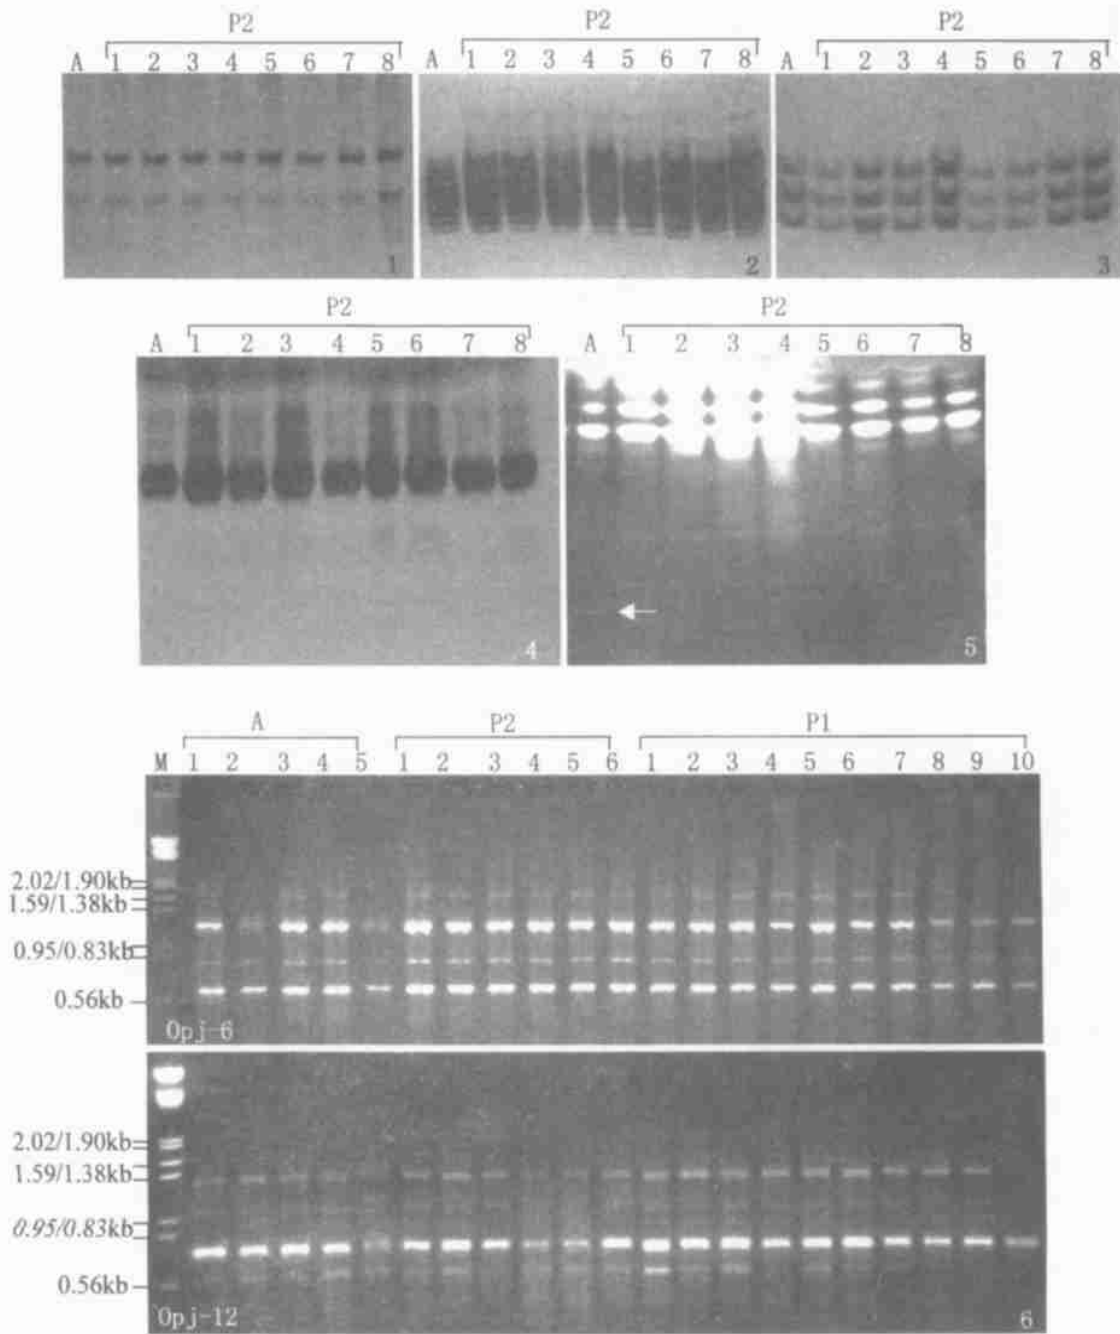 P2 P2 P2
A 1 2 3 4 5 6 7 8 A 1 2 3 4 5 6 7 8 A 1 2 3 4 5 6 7 8
1 2 3
P2 P2
A 1 2 3 4 5 6 7 8 A 1 2 3 4 5 6 7 8
4 5
A P2 P1
M 1 2 3 4 5 1 2 3 4 5 6 1 2 3 4 5 6 7 8 9 10
2.02/1.90kb
1.59/1.38kb
0.95/0.83kb
0.56kb
Opj-6
2.02/1.90kb
1.59/1.38kb
0.95/0.83kb
0.56kb
Opj-12 6